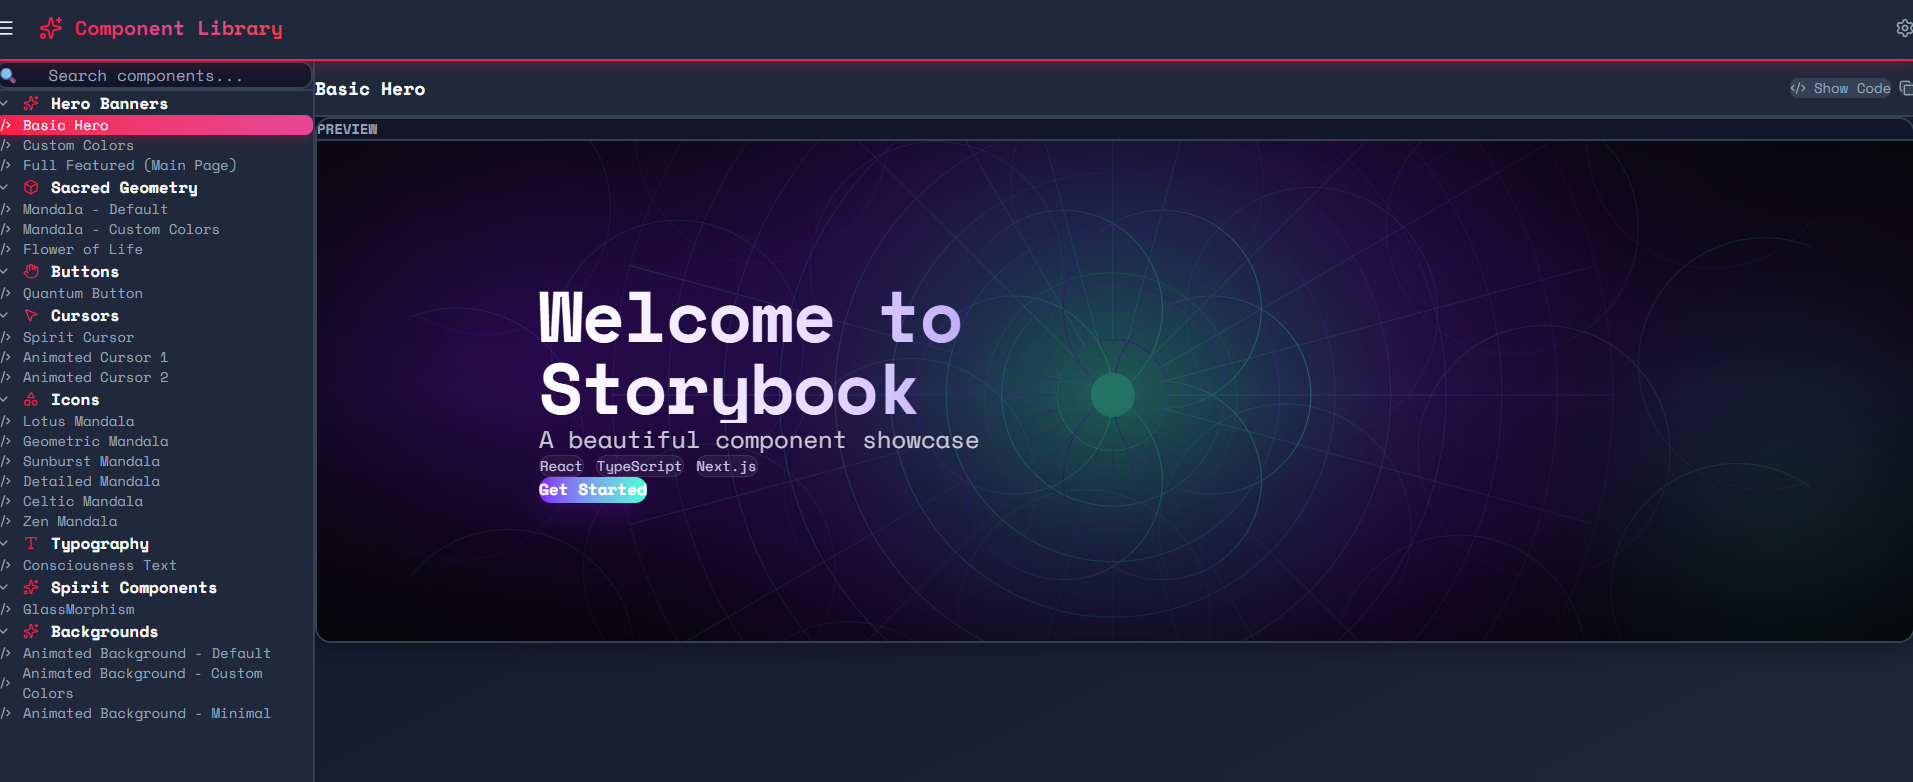 Component Library
Search components...
Hero Banners
Basic Hero
Custom Colors
Full Featured (Main Page)
Sacred Geometry
Mandala - Default
Mandala - Custom Colors
Flower of Life
Buttons
Quantum Button
Cursors
Spirit Cursor
Animated Cursor 1
Animated Cursor 2
Icons
Lotus Mandala
Geometric Mandala
Sunburst Mandala
Detailed Mandala
Celtic Mandala
Zen Mandala
Typography
Consciousness Text
Spirit Components
GlassMorphism
Backgrounds
Animated Background - Default
Animated Background - Custom
Colors
Animated Background - Minimal
Basic Hero
Show Code
PREVIEW
Welcome to
Storybook
A beautiful component showcase
React TypeScript Next.js
Get Started